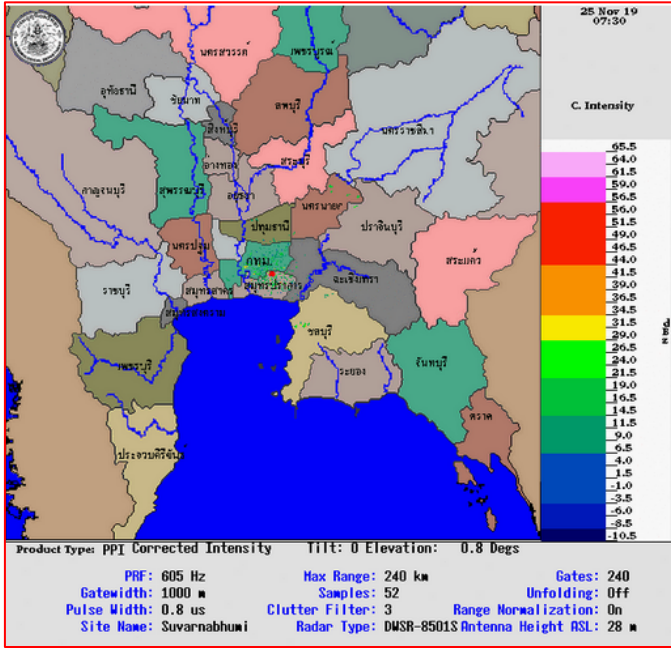 25 Nov 19
07:30
C. Intensity
เพชรบูรณ์
นครสวรรค์
อุทัยธานี
ชัยนาท
ลพบุรี
นครราชสีมา
สิงหบุรี
อ่างทอง
สระบุรี
กาญจนบุรี
สุพรรณบุรี
อยุธยา
นครนายก
ปราจีนบุรี
ปทุมธานี
นครปฐม
กทม.
สระแก้ว
ราชบุรี
สมุทรสาคร
สมุทรปราการ
ฉะเชิงเทรา
สมุทรสงคราม
ชลบุรี
เพชรบุรี
ระยอง
จันทบุรี
ตราด
ประจวบคีรีขันธ์
65.5
64.0
61.5
59.0
56.5
56.0
51.5
49.0
46.5
44.0
41.5
39.0
36.5
34.0
31.5
29.0
26.5
24.0
21.5
19.0
16.5
14.5
11.5
9.0
6.5
4.0
1.5
-1.0
-3.5
-6.0
-8.5
-10.5
Product Type: PPI Corrected Intensity Tilt: 0 Elevation: 0.8 Degs
PRF: 605 Hz Max Range: 240 km Gates: 240
Gatewidth: 1000 m Samples: 52 Unfolding: Off
Pulse Width: 0.8 us Clutter Filter: 3 Range Normalization: On
Site Name: Suvarnabhumi Radar Type: DWSR-8501S Antenna Height ASL: 28 m